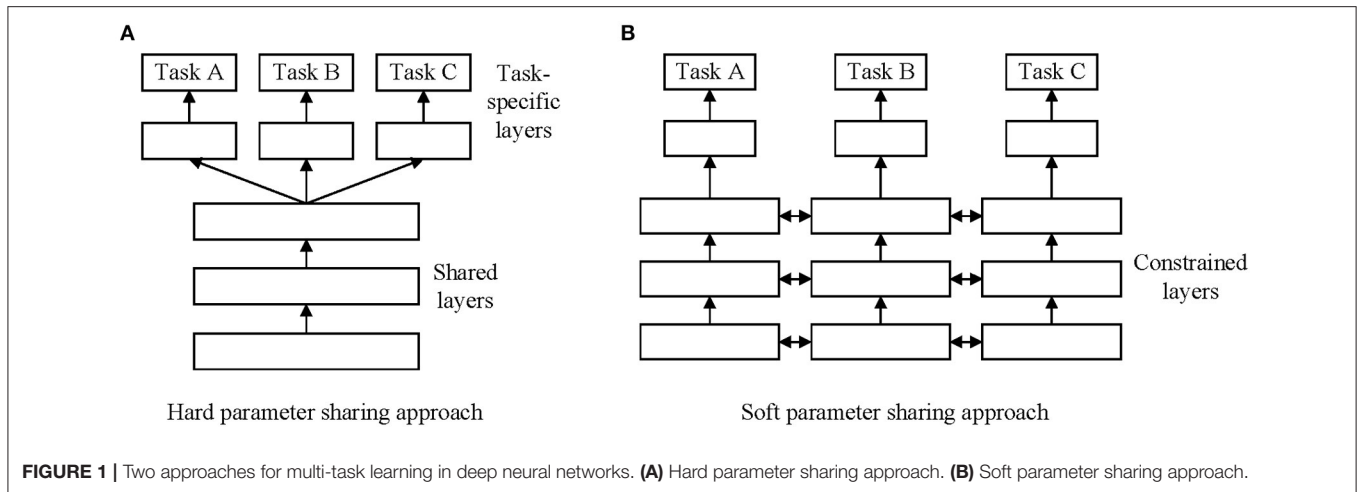 A
Task A
Task B
Task C
Task-
specific
layers
Shared
layers
Hard parameter sharing approach
B
Task A
Task B
Task C
Constrained
layers
Soft parameter sharing approach
FIGURE 1 | Two approaches for multi-task learning in deep neural networks. (A) Hard parameter sharing approach. (B) Soft parameter sharing approach.